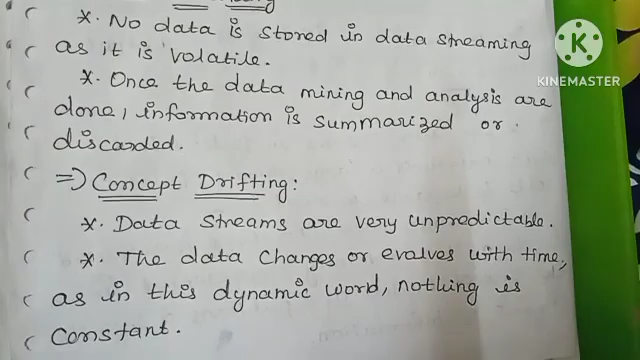 *. No data is stored in data streaming
as it is volatile.
*. Once the data mining and analysis are
done, information is summarized or
discarded.
=> Concept Drifting:
*. Data streams are very unpredictable.
*. The data changes or evolves with time,
as in this dynamic world, nothing is
constant.
KINEMASTER